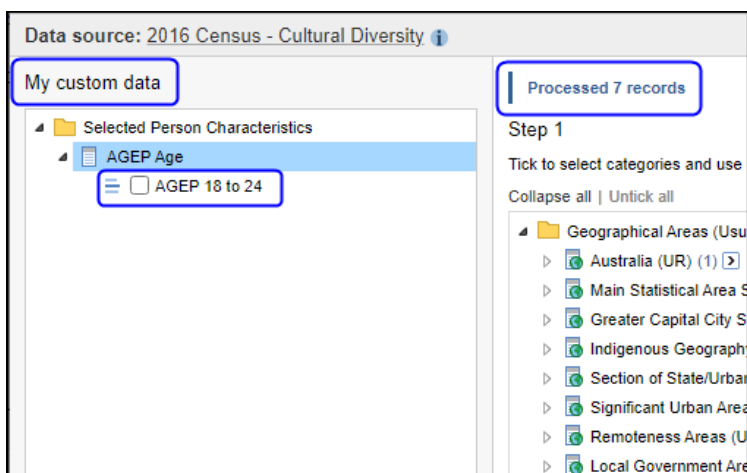 Data source: 2016 Census - Cultural Diversity
My custom data
Selected Person Characteristics
AGEP Age
AGEP 18 to 24
Processed 7 records
Step 1
Tick to select categories and use
Collapse all | Untick all
Geographical Areas (Usu
Australia (UR) (1)
Main Statistical Area S
Greater Capital City S
Indigenous Geography
Section of State/Urban
Significant Urban Area
Remoteness Areas (U
Local Government Are